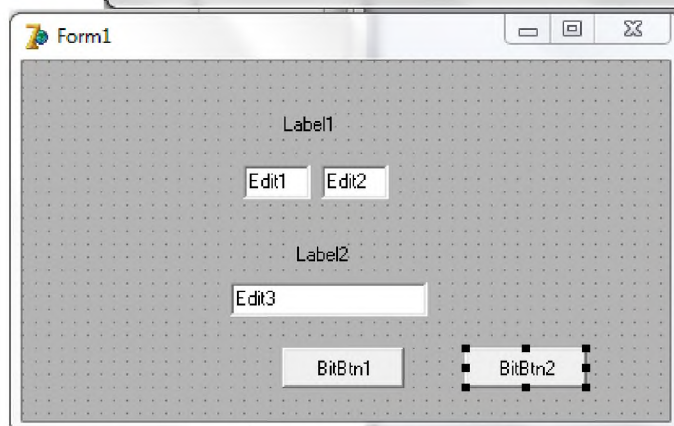 Form1
Label1
Edit1 Edit2
Label2
Edit3
BitBtn1 BitBtn2